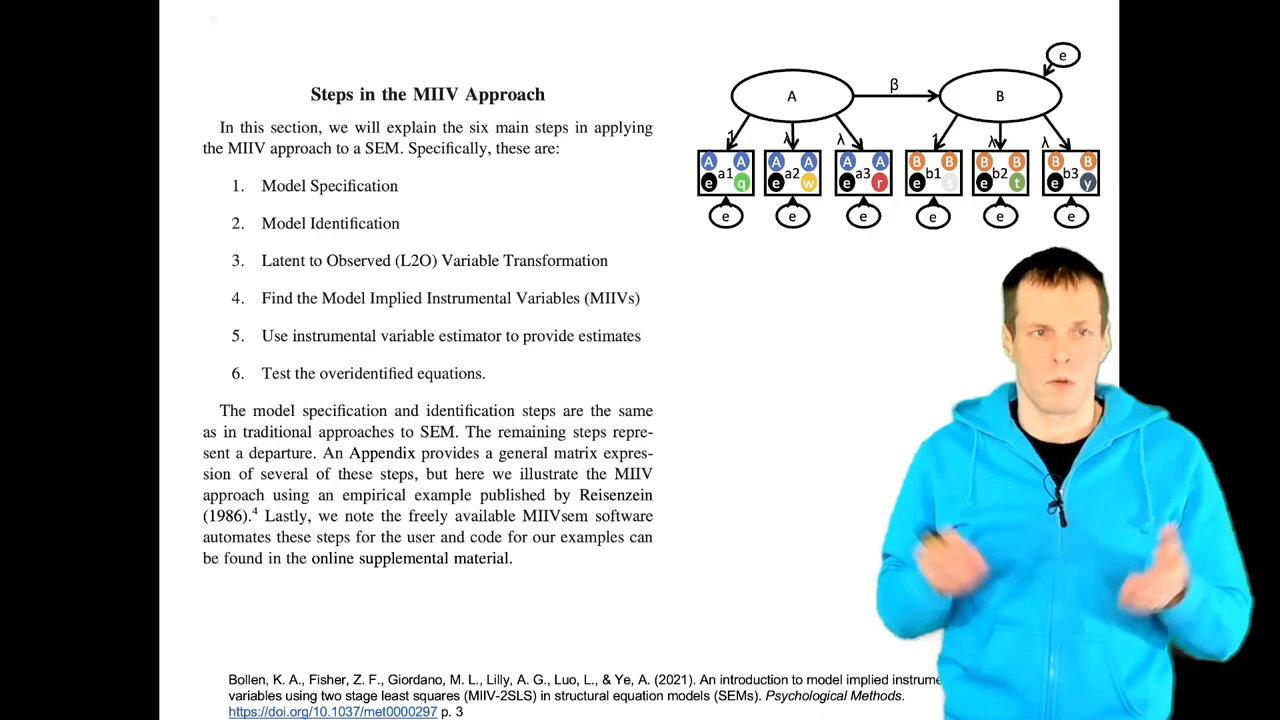 Steps in the MIIV Approach
In this section, we will explain the six main steps in applying
the MIIV approach to a SEM. Specifically, these are:
1. Model Specification
2. Model Identification
3. Latent to Observed (L2O) Variable Transformation
4. Find the Model Implied Instrumental Variables (MIIVs)
5. Use instrumental variable estimator to provide estimates
6. Test the overidentified equations.
The model specification and identification steps are the same
as in traditional approaches to SEM. The remaining steps repre-
sent a departure. An Appendix provides a general matrix expres-
sion of several of these steps, but here we illustrate the MIIV
approach using an empirical example published by Reisenzein
(1986).⁴ Lastly, we note the freely available MIIVsem software
automates these steps for the user and code for our examples can
be found in the online supplemental material.
e
A β B
1 λ λ 1 λ λ
A A A A A A B B B B B B
a1 a2 a3 b1 b2 b3
e q e w e r e s e t e y
e e e e e e
Bollen, K. A., Fisher, Z. F., Giordano, M. L., Lilly, A. G., Luo, L., & Ye, A. (2021). An introduction to model implied
variables using two stage least squares (MIIV-2SLS) in structural equation models (SEMs). Psychological Methods.
https://doi.org/10.1037/met0000297 p. 3